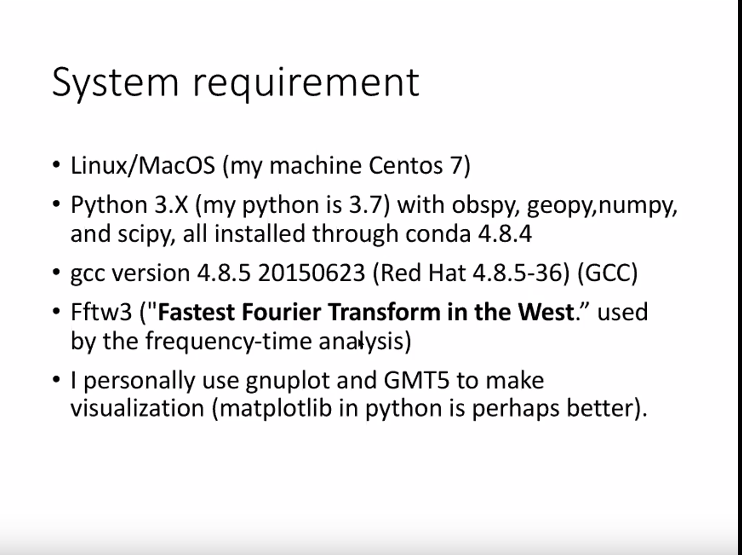 System requirement
• Linux/MacOS (my machine Centos 7)
• Python 3.X (my python is 3.7) with obspy, geopy,numpy,
and scipy, all installed through conda 4.8.4
• gcc version 4.8.5 20150623 (Red Hat 4.8.5-36) (GCC)
• Fftw3 ("Fastest Fourier Transform in the West.” used
by the frequency-time analysis)
• I personally use gnuplot and GMT5 to make
visualization (matplotlib in python is perhaps better).